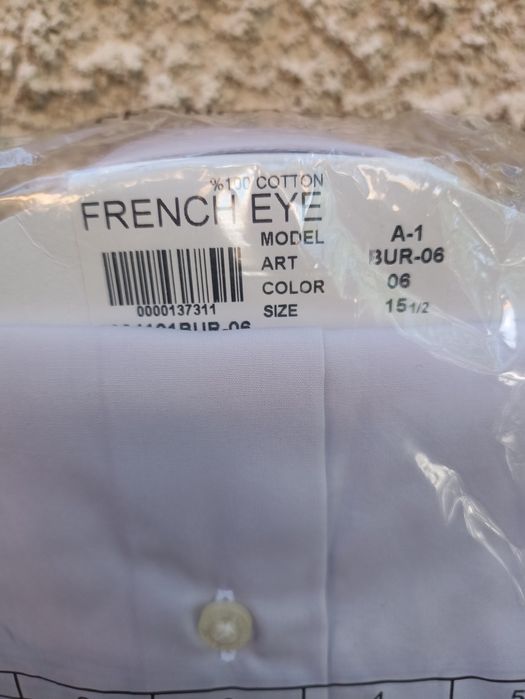 %100 COTTON
FRENCH EYE
MODEL A-1
ART BUR-06
COLOR 06
SIZE 15 1/2
0000137311